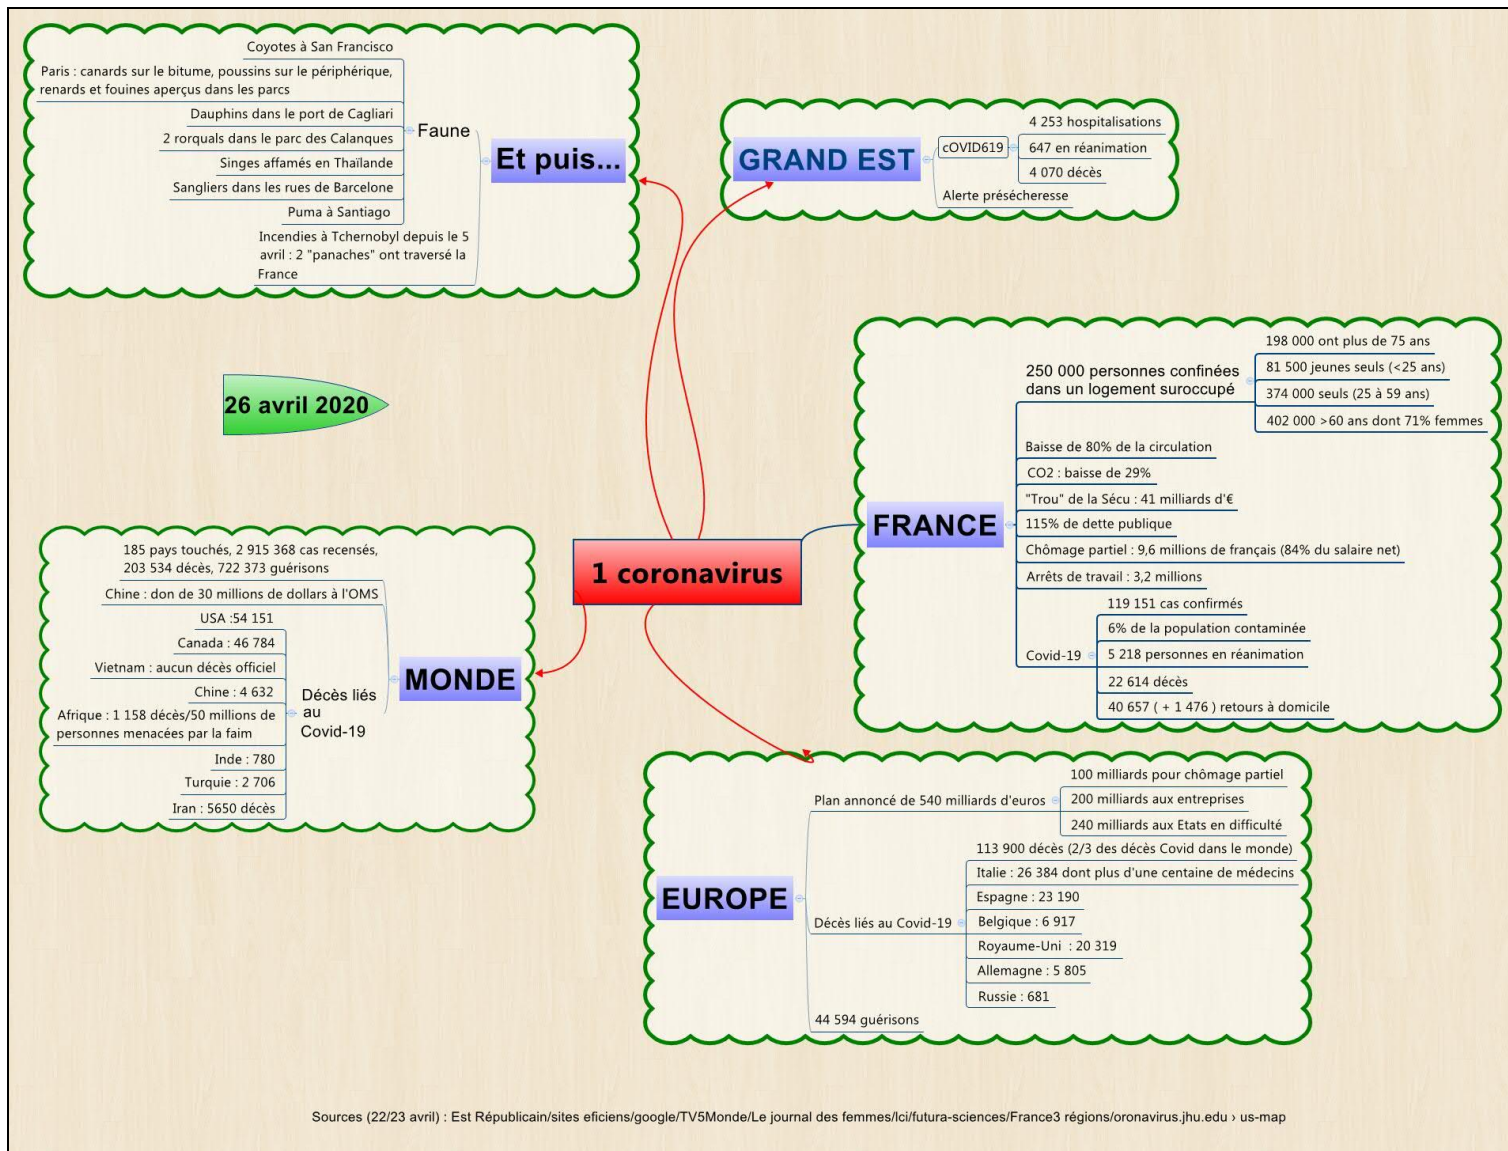 Et puis...
Faune
Coyotes à San Francisco
Paris : canards sur le bitume, poussins sur le périphérique,
renards et fouines aperçus dans les parcs
Dauphins dans le port de Cagliari
2 rorquals dans le parc des Calanques
Singes affamés en Thaïlande
Sangliers dans les rues de Barcelone
Puma à Santiago
Incendies à Tchernobyl depuis le 5
avril : 2 "panaches" ont traversé la
France
GRAND EST
cOVID619
4 253 hospitalisations
647 en réanimation
4 070 décès
Alerte présécheresse
26 avril 2020
1 coronavirus
FRANCE
250 000 personnes confinées
dans un logement suroccupé
198 000 ont plus de 75 ans
81 500 jeunes seuls (<25 ans)
374 000 seuls (25 à 59 ans)
402 000 >60 ans dont 71% femmes
Baisse de 80% de la circulation
CO2 : baisse de 29%
"Trou" de la Sécu : 41 milliards d'€
115% de dette publique
Chômage partiel : 9,6 millions de français (84% du salaire net)
Arrêts de travail : 3,2 millions
Covid-19
119 151 cas confirmés
6% de la population contaminée
5 218 personnes en réanimation
22 614 décès
40 657 ( + 1 476 ) retours à domicile
MONDE
185 pays touchés, 2 915 368 cas recensés,
203 534 décès, 722 373 guérisons
Chine : don de 30 millions de dollars à l'OMS
Décès liés
au
Covid-19
USA :54 151
Canada : 46 784
Vietnam : aucun décès officiel
Chine : 4 632
Afrique : 1 158 décès/50 millions de
personnes menacées par la faim
Inde : 780
Turquie : 2 706
Iran : 5650 décès
EUROPE
Plan annoncé de 540 milliards d'euros
100 milliards pour chômage partiel
200 milliards aux entreprises
240 milliards aux Etats en difficulté
Décès liés au Covid-19
113 900 décès (2/3 des décès Covid dans le monde)
Italie : 26 384 dont plus d'une centaine de médecins
Espagne : 23 190
Belgique : 6 917
Royaume-Uni : 20 319
Allemagne : 5 805
Russie : 681
44 594 guérisons
Sources (22/23 avril) : Est Républicain/sites eficiens/google/TV5Monde/Le journal des femmes/lci/futura-sciences/France3 régions/oronavirus.jhu.edu › us-map